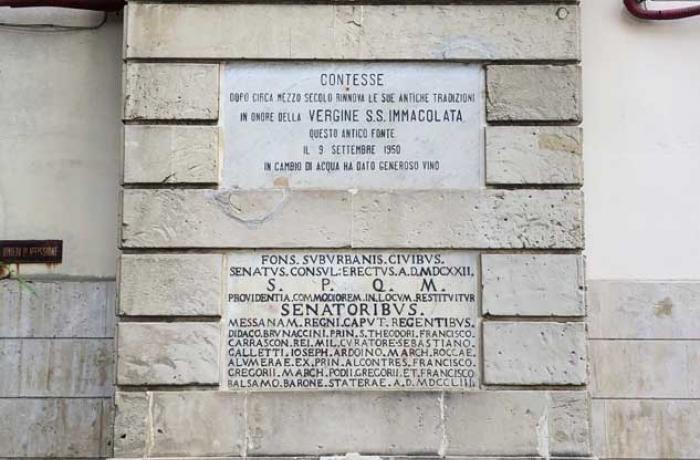 CONTESSE
DOPO CIRCA MEZZO SECOLO RINNOVA LE SUE ANTICHE TRADIZIONI
IN ONORE DELLA VERGINE S.S. IMMACOLATA
QUESTO ANTICO FONTE
IL 9 SETTEMBRE 1950
IN CAMBIO DI ACQUA HA DATO GENEROSO VINO
DIVIETO DI AFFISSIONE
FONS. SVBVRBANIS. CIVIBVS.
SENATVS. CONSVL: ERECTVS. A.D. MDCXXII.
S. P. Q. M.
PROVIDENTIA. COMMODIOREM. IN. LOCVM. RESTITVITVR
SENATORIBVS.
MESSANAM. REGNI. CAPVT. REGENTIBVS.
DIDACO. BRVNACCINI. PRIN. S. THEODORI. FRANCISCO.
CARRASCON. REI. MIL. CVRATORE. SEBASTIANO.
GALLETTI. IOSEPH. ARDOINO. MARCH. ROCCAE.
ALVMERAE. EX. PRIN. ALCONTRES. FRANCISCO.
GREGORII. MARCH. PODII. GREGORII. ET. FRANCISCO
BALSAMO. BARONE. STATERAE. A.D. MDCCLIII.